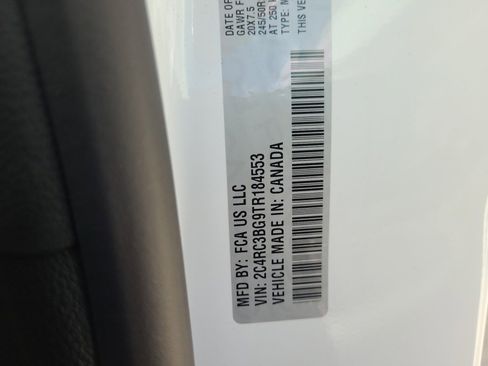 DATE OF
GAWR F
20X7.5
245/50R
AT 250
TYPE: M
THIS VE
MFD BY: FCA US LLC
VIN: 2C4RC3BG9TR184553
VEHICLE MADE IN: CANADA